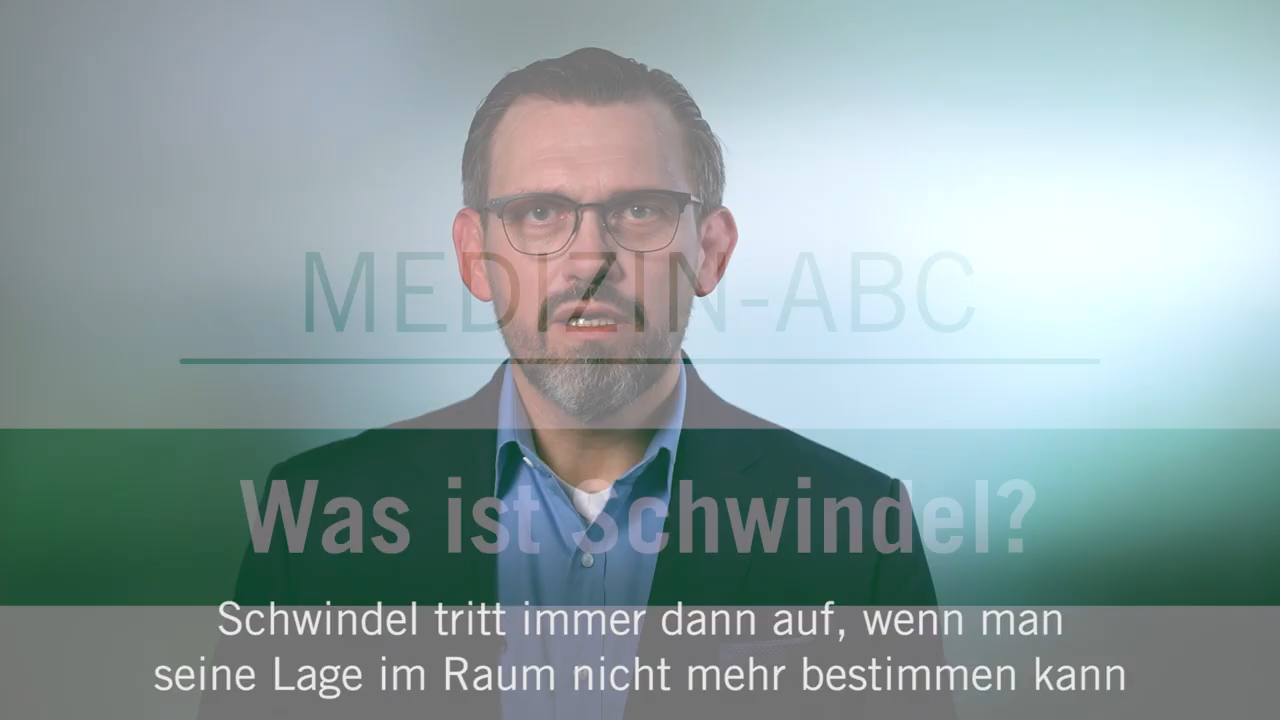 MEDIZIN-ABC
Was ist Schwindel?
Schwindel tritt immer dann auf, wenn man
seine Lage im Raum nicht mehr bestimmen kann